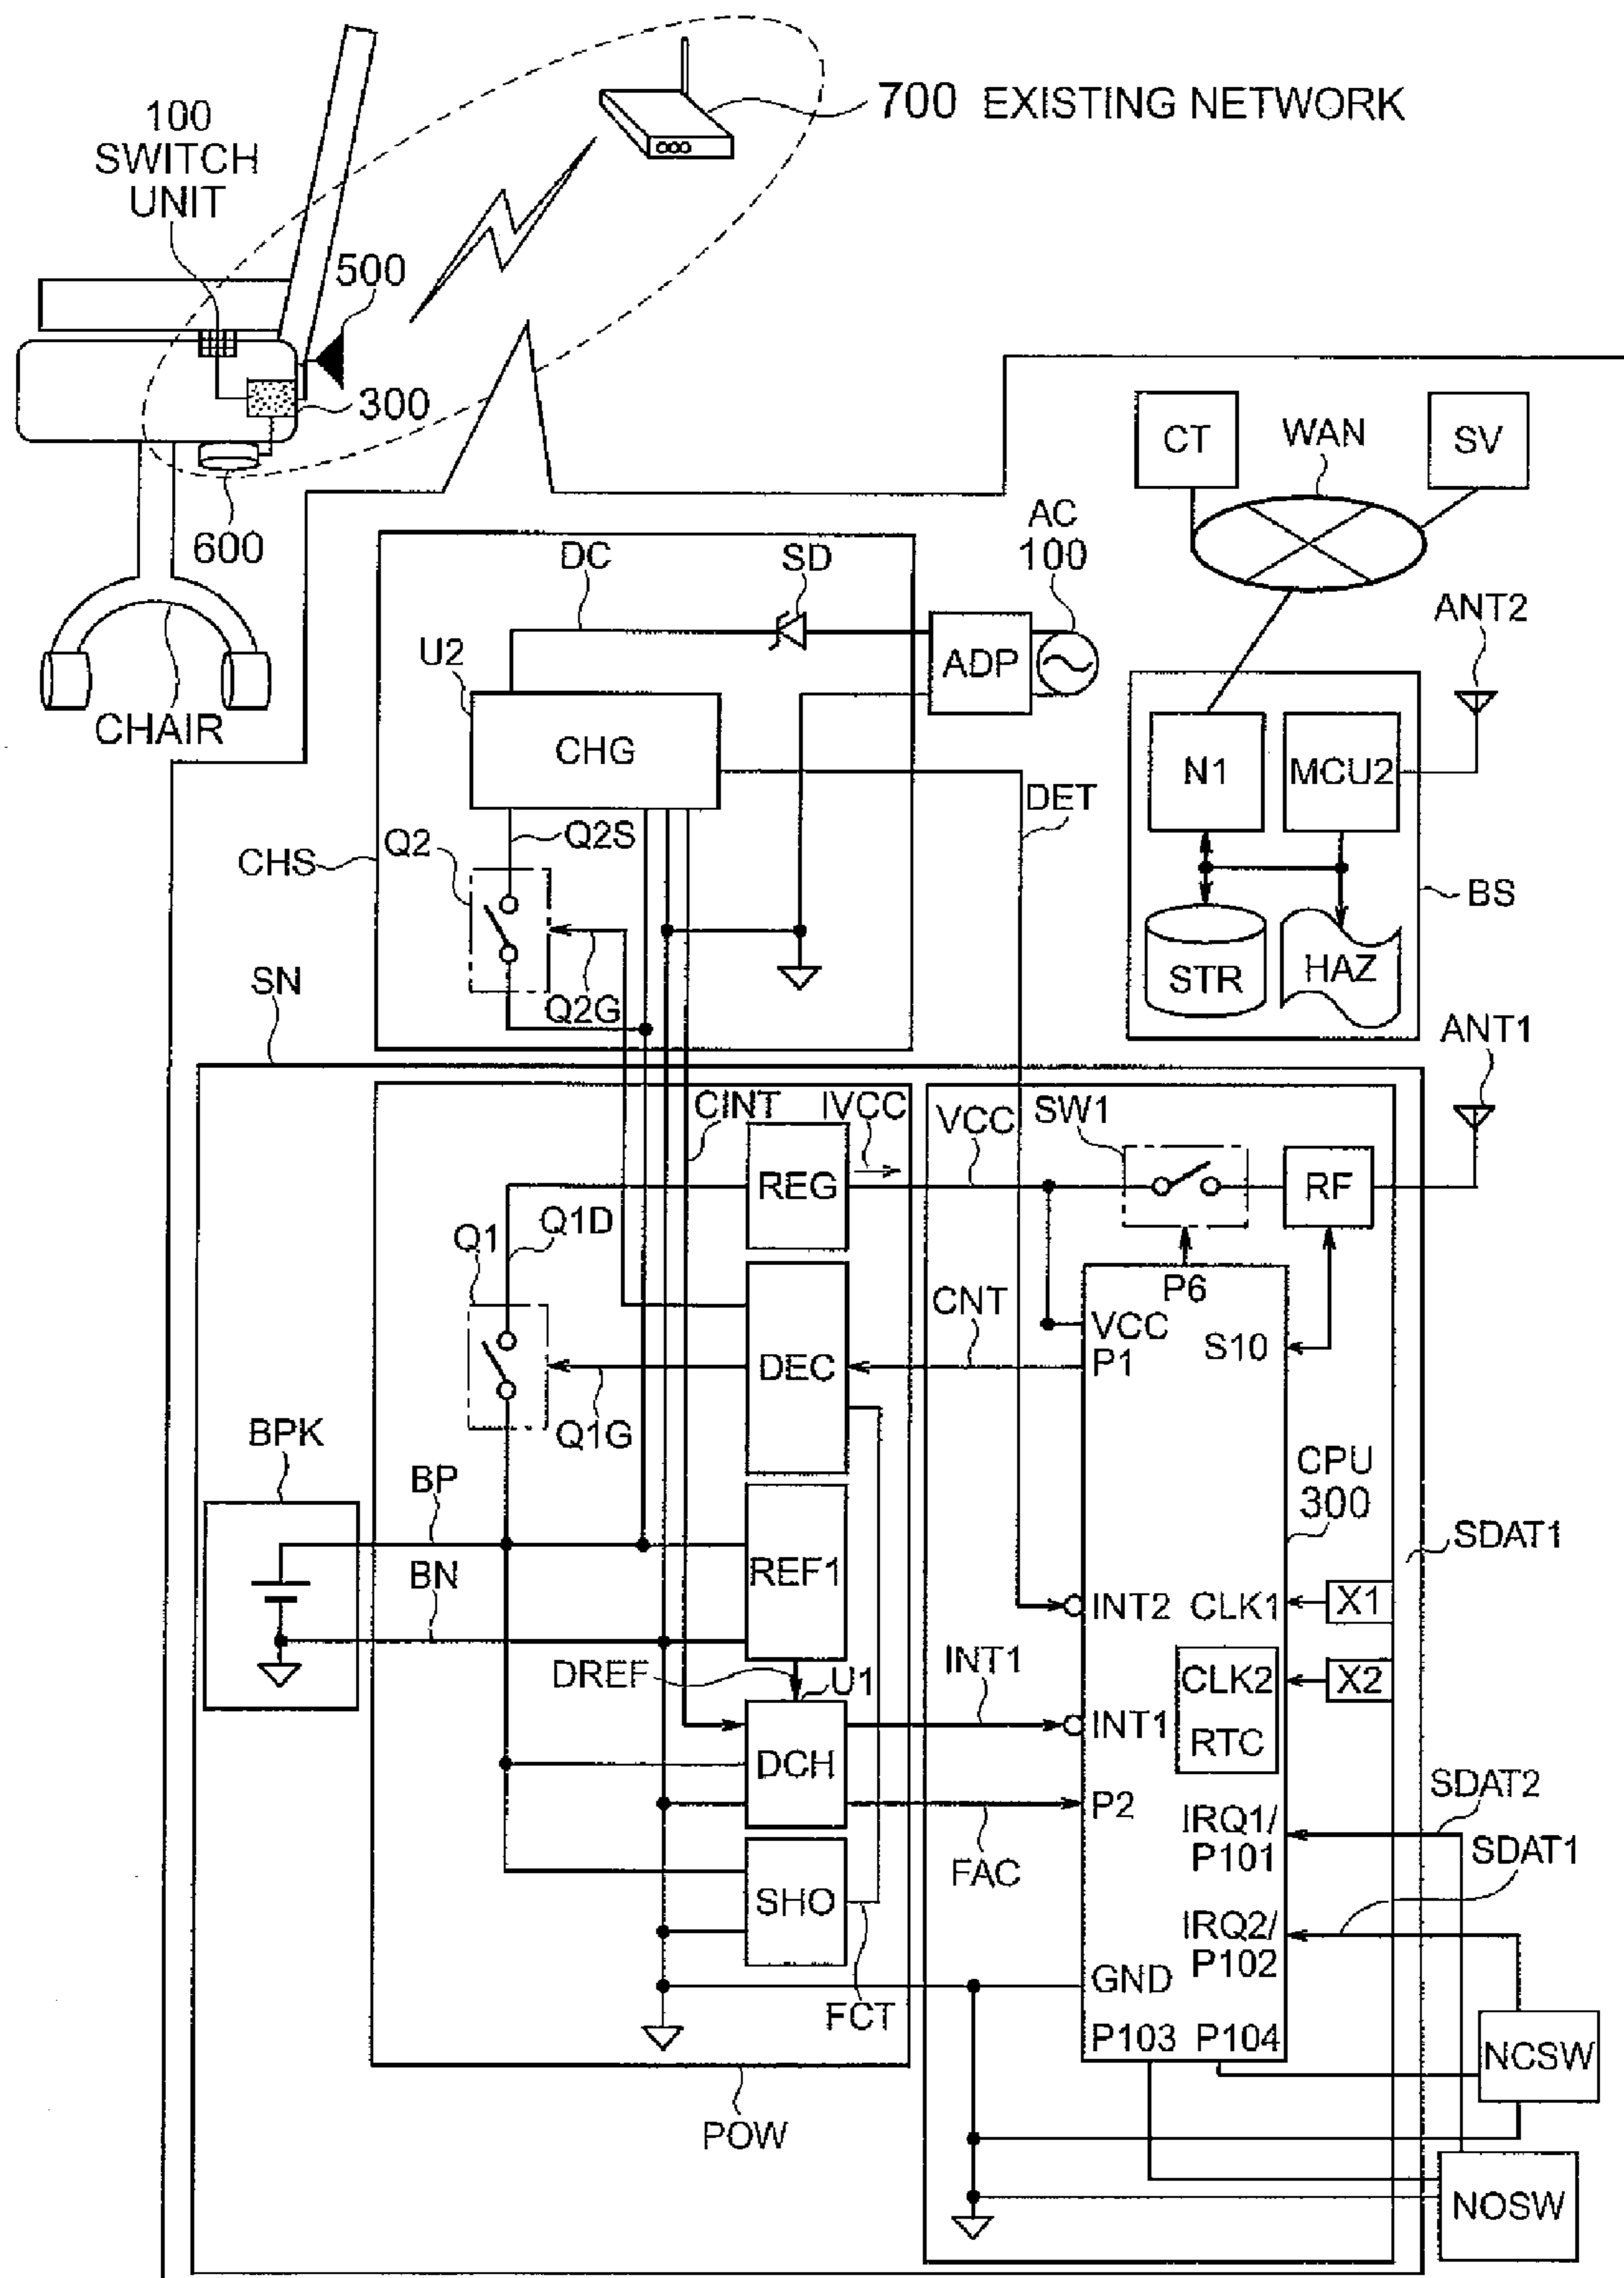 700 EXISTING NETWORK
100
SWITCH
UNIT
500
300
600
CHAIR
CT
WAN
SV
AC
100
DC
SD
ADP
ANT2
U2
CHG
N1
MCU2
DET
Q2S
Q2
CHS
BS
STR
HAZ
Q2G
SN
ANT1
CINT
IVCC
VCC
SW1
REG
RF
Q1D
Q1
P6
CNT
VCC
P1
S10
DEC
Q1G
BPK
BP
CPU
300
SDAT1
REF1
BN
INT2
CLK1
X1
DREF
U1
INT1
CLK2
X2
INT1
RTC
DCH
SDAT2
P2
IRQ1/
P101
SDAT1
FAC
SHO
IRQ2/
P102
GND
FCT
P103
P104
NCSW
POW
NOSW